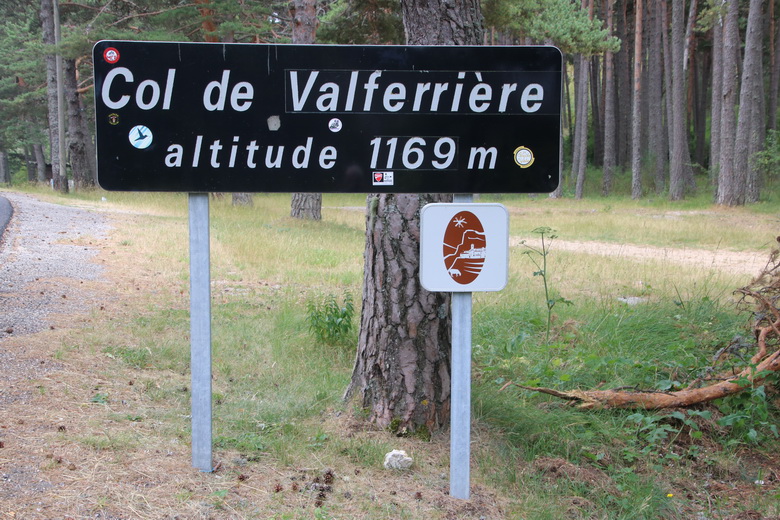 Col de Valferrière
altitude 1169 m